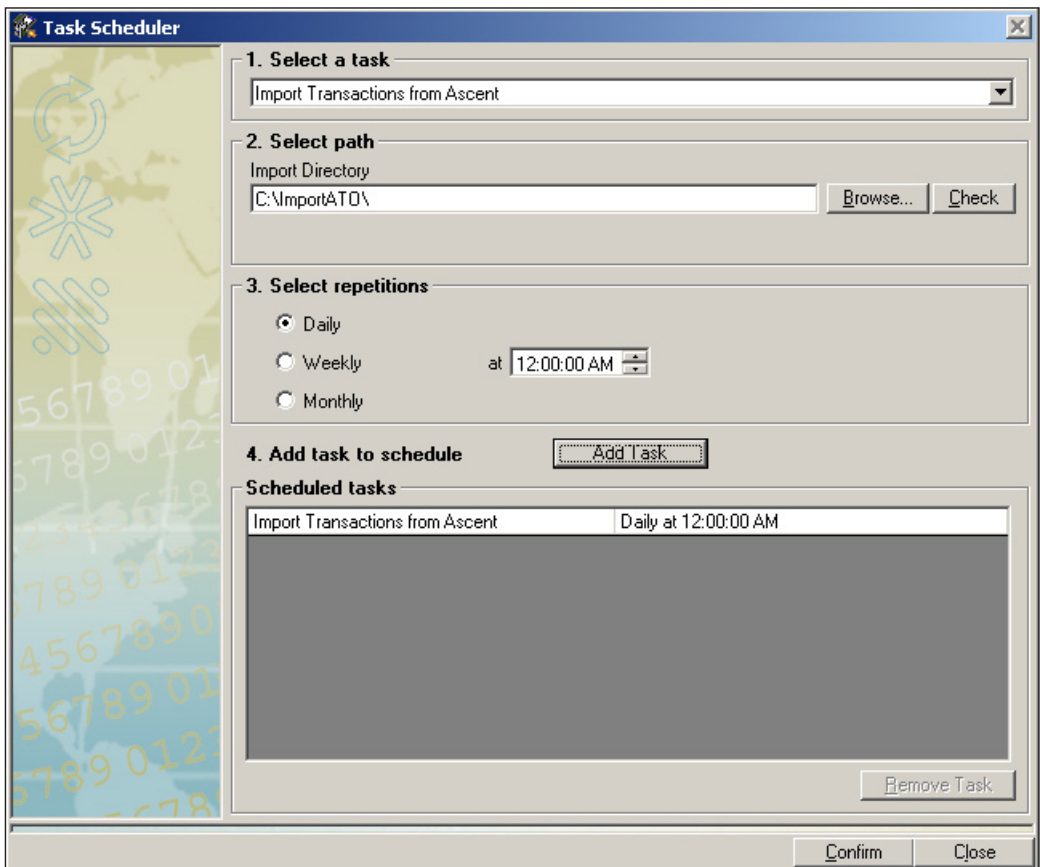 Task Scheduler
1. Select a task
Import Transactions from Ascent
2. Select path
Import Directory
C:\ImportATO\
Browse... Check
3. Select repetitions
Daily
Weekly at 12:00:00 AM
Monthly
4. Add task to schedule Add Task
Scheduled tasks
Import Transactions from Ascent Daily at 12:00:00 AM
Remove Task
Confirm Close